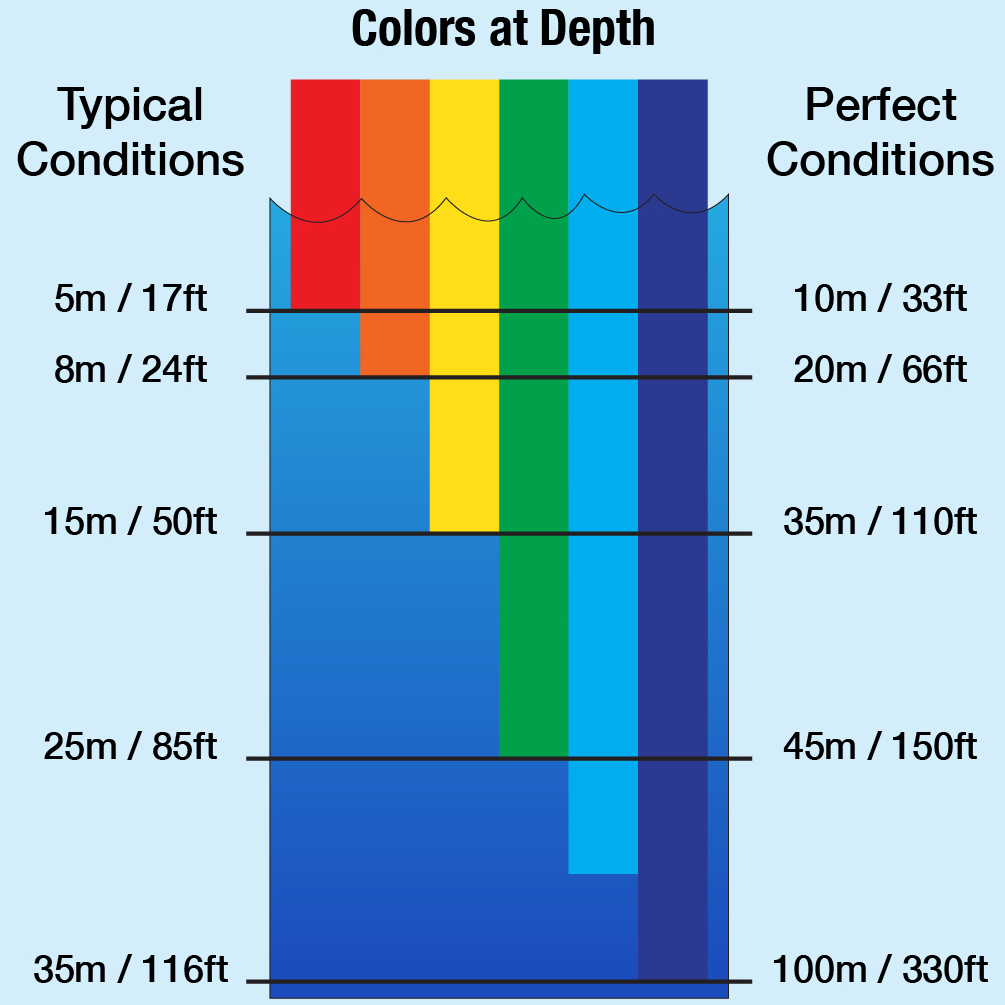 Colors at Depth
Typical
Conditions
Perfect
Conditions
5m / 17ft
10m / 33ft
8m / 24ft
20m / 66ft
15m / 50ft
35m / 110ft
25m / 85ft
45m / 150ft
35m / 116ft
100m / 330ft